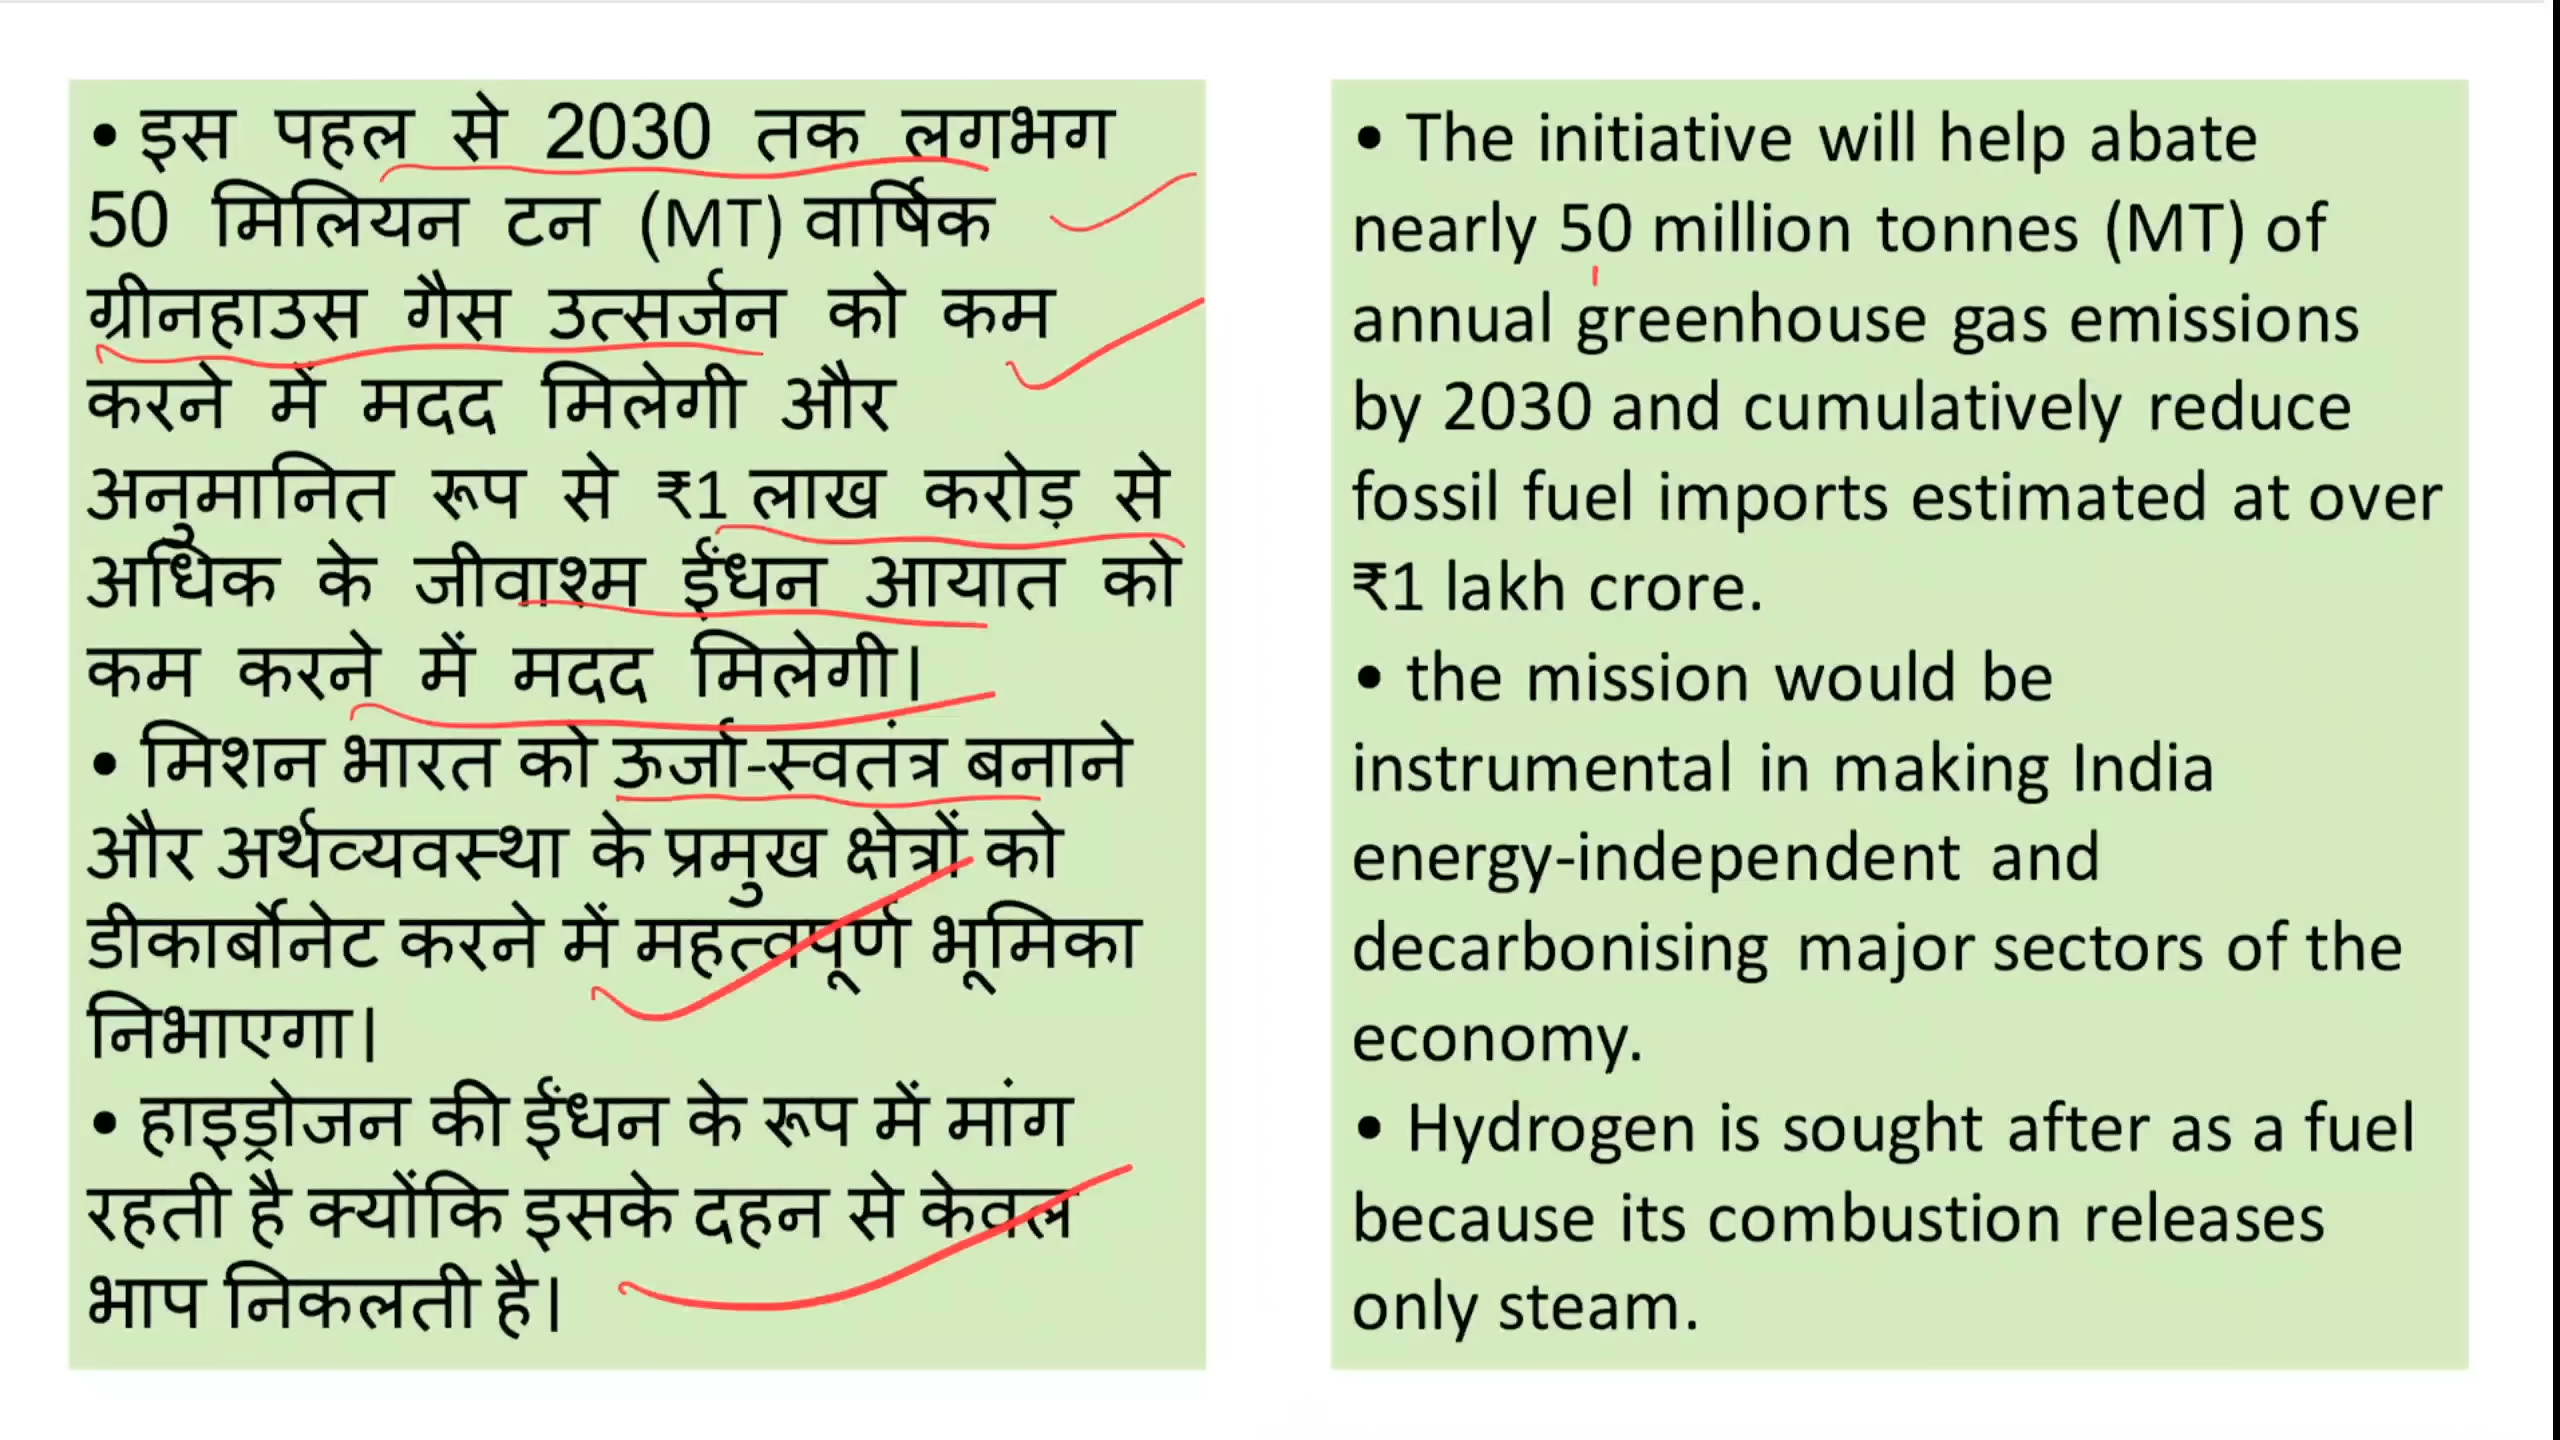 • इस पहल से 2030 तक लगभग
50 मिलियन टन (MT) वार्षिक
ग्रीनहाउस गैस उत्सर्जन को कम
करने में मदद मिलेगी और
अनुमानित रूप से ₹1 लाख करोड़ से
अधिक के जीवाश्म ईंधन आयात को
कम करने में मदद मिलेगी।
• मिशन भारत को ऊर्जा-स्वतंत्र बनाने
और अर्थव्यवस्था के प्रमुख क्षेत्रों को
डीकार्बोनेट करने में महत्वपूर्ण भूमिका
निभाएगा।
• हाइड्रोजन की ईंधन के रूप में मांग
रहती है क्योंकि इसके दहन से केवल
भाप निकलती है।
• The initiative will help abate
nearly 50 million tonnes (MT) of
annual greenhouse gas emissions
by 2030 and cumulatively reduce
fossil fuel imports estimated at over
₹1 lakh crore.
• the mission would be
instrumental in making India
energy-independent and
decarbonising major sectors of the
economy.
• Hydrogen is sought after as a fuel
because its combustion releases
only steam.